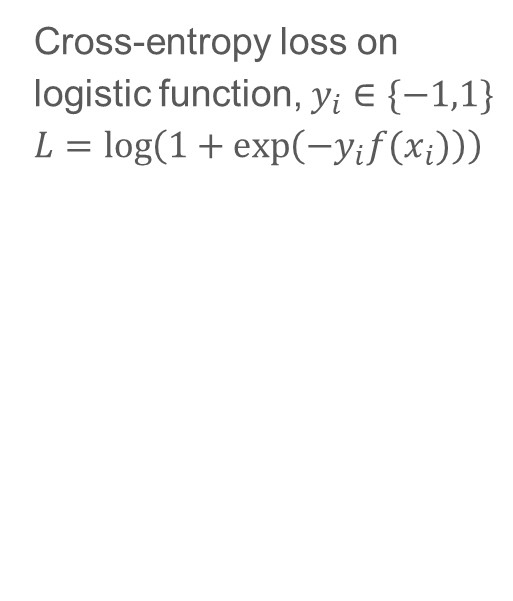 Cross-entropy loss on
logistic function, 𝑦ᵢ ∈ {−1,1}
𝐿 = log(1 + exp(−𝑦ᵢ𝑓(𝑥ᵢ)))